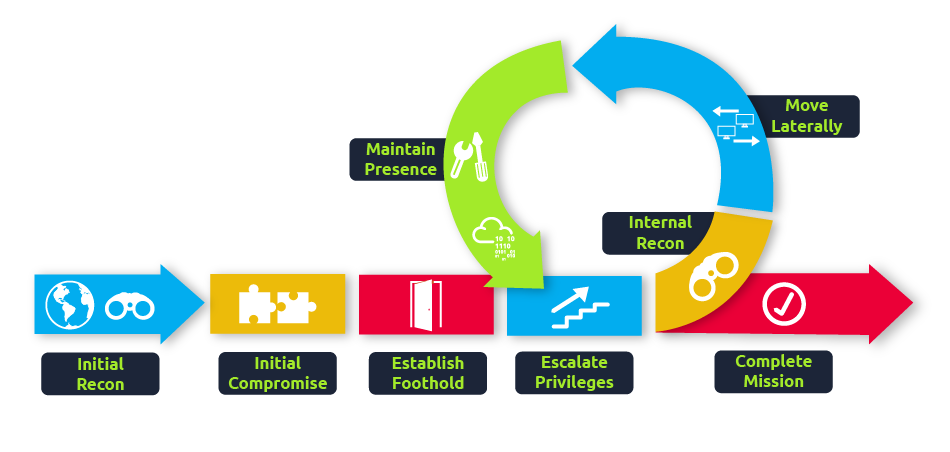 Move
Laterally
Maintain
Presence
Internal
Recon
Initial
Recon
Initial
Compromise
Establish
Foothold
Escalate
Privileges
Complete
Mission